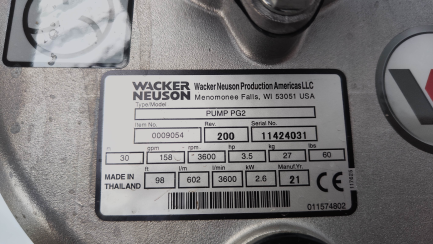 WACKER NEUSON Wacker Neuson Production Americas LLC
Menomonee Falls, WI 53051 USA
Type/Model
PUMP PG2
Item No. Rev. Serial No.
0009054 200 11424031
gpm rpm hp kg lbs
30 158 3600 3.5 27 60
ft l/m l/min kW Manuf.Yr.
MADE IN THAILAND 98 602 3600 2.6 21 CE
011574802